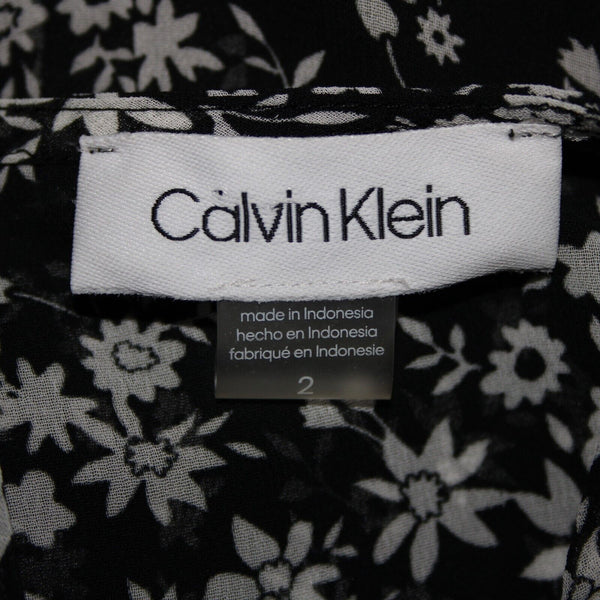 Calvin Klein
made in Indonesia
hecho en Indonesia
fabriqué en Indonesie
2